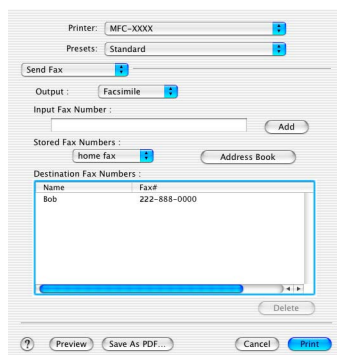 Printer: MFC-XXXX
Presets: Standard
Send Fax
Output : Facsimile
Input Fax Number :
Add
Stored Fax Numbers :
home fax Address Book
Destination Fax Numbers :
Name Fax#
Bob 222-888-0000
Delete
? Preview Save As PDF... Cancel Print